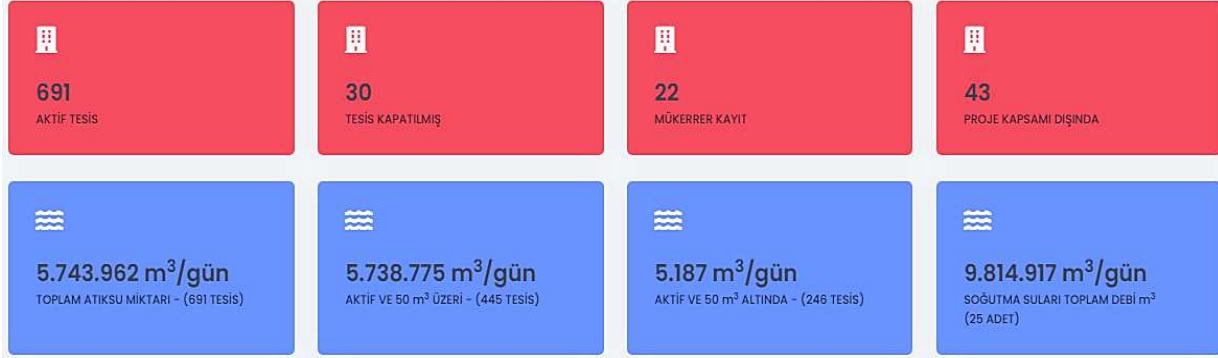 691
AKTİF TESİS
30
TESİS KAPATILMIŞ
22
MÜKERRER KAYIT
43
PROJE KAPSAMI DIŞINDA
5.743.962 m³/gün
TOPLAM ATIKSU MİKTARI - (691 TESİS)
5.738.775 m³/gün
AKTİF VE 50 m³ ÜZERİ - (445 TESİS)
5.187 m³/gün
AKTİF VE 50 m³ ALTINDA - (246 TESİS)
9.814.917 m³/gün
SOĞUTMA SULARI TOPLAM DEBİ m³
(25 ADET)